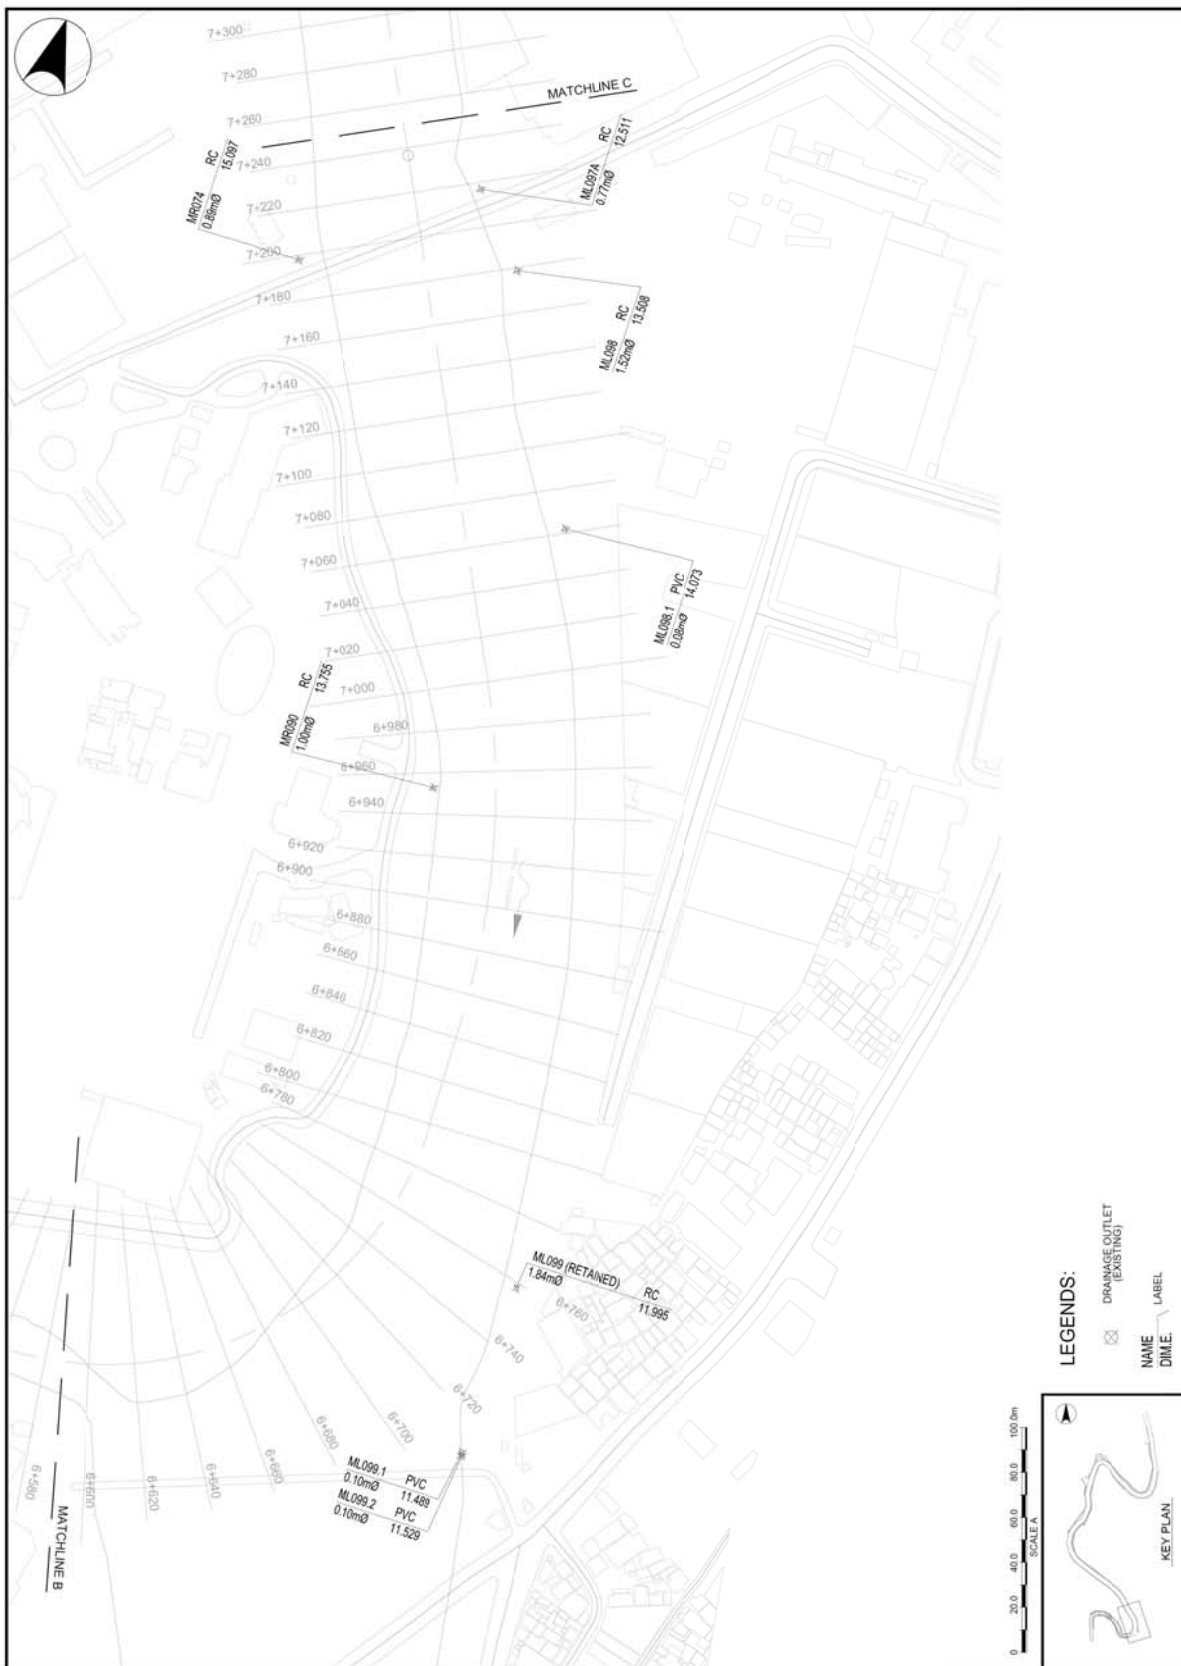 7+300
7+280
MATCHLINE C
7+260
MR074 RC
0.89mØ 15.097
7+240
ML097A RC
0.77mØ 12.511
7+220
7+200
7+180
ML098 RC
1.52mØ 13.508
7+160
7+140
7+120
7+100
7+080
7+060
ML098.1 PVC
0.08mØ 14.073
7+040
7+020
MR090 RC
1.00mØ 13.755
7+000
6+980
6+960
6+940
6+920
6+900
6+880
6+860
6+840
6+820
6+800
6+780
ML099 (RETAINED) RC
1.84mØ 11.995
6+760
6+740
6+720
6+700
6+680
6+660
6+640
6+620
6+600
6+580
ML099.1 PVC
0.10mØ 11.489
ML099.2 PVC
0.10mØ 11.529
MATCHLINE B
LEGENDS:
DRAINAGE OUTLET
(EXISTING)
NAME
DIM.E.
LABEL
0 20.0 40.0 60.0 80.0 100.0m
SCALE A
KEY PLAN